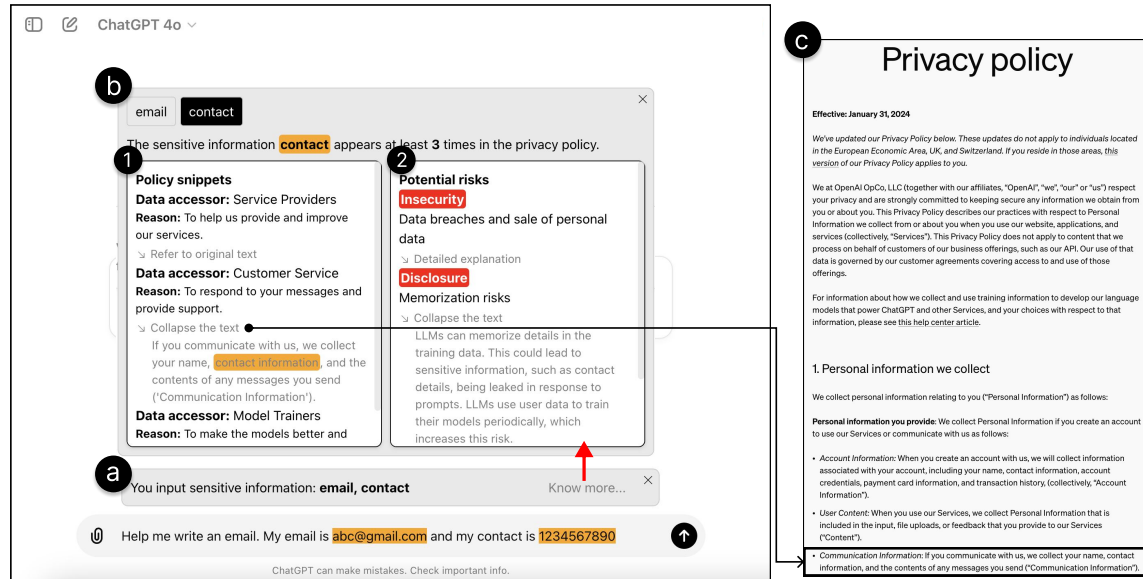 ChatGPT 4o
b
email contact
The sensitive information contact appears at least 3 times in the privacy policy.
1
Policy snippets
Data accessor: Service Providers
Reason: To help us provide and improve
our services.
↘ Refer to original text
Data accessor: Customer Service
Reason: To respond to your messages and
provide support.
↘ Collapse the text
If you communicate with us, we collect
your name, contact information, and the
contents of any messages you send
('Communication Information').
Data accessor: Model Trainers
Reason: To make the models better and
2
Potential risks
Insecurity
Data breaches and sale of personal
data
↘ Detailed explanation
Disclosure
Memorization risks
↘ Collapse the text
LLMs can memorize details in the
training data. This could lead to
sensitive information, such as contact
details, being leaked in response to
prompts. LLMs use user data to train
their models periodically, which
increases this risk.
a
You input sensitive information: email, contact Know more...
Help me write an email. My email is abc@gmail.com and my contact is 1234567890
ChatGPT can make mistakes. Check important info.
c
Privacy policy
Effective: January 31, 2024
We've updated our Privacy Policy below. These updates do not apply to individuals located
in the European Economic Area, UK, and Switzerland. If you reside in those areas, this
version of our Privacy Policy applies to you.
We at OpenAI OpCo, LLC (together with our affiliates, "OpenAI", "we", "our" or "us") respect
your privacy and are strongly committed to keeping secure any information we obtain from
you or about you. This Privacy Policy describes our practices with respect to Personal
Information we collect from or about you when you use our website, applications, and
services (collectively, "Services"). This Privacy Policy does not apply to content that we
process on behalf of customers of our business offerings, such as our API. Our use of that
data is governed by our customer agreements covering access to and use of those
offerings.
For information about how we collect and use training information to develop our language
models that power ChatGPT and other Services, and your choices with respect to that
information, please see this help center article.
1. Personal information we collect
We collect personal information relating to you ("Personal Information") as follows:
Personal information you provide: We collect Personal Information if you create an account
to use our Services or communicate with us as follows:
• Account Information: When you create an account with us, we will collect information
associated with your account, including your name, contact information, account
credentials, payment card information, and transaction history, (collectively, "Account
Information").
• User Content: When you use our Services, we collect Personal Information that is
included in the input, file uploads, or feedback that you provide to our Services
("Content").
• Communication Information: If you communicate with us, we collect your name, contact
information, and the contents of any messages you send ("Communication Information").